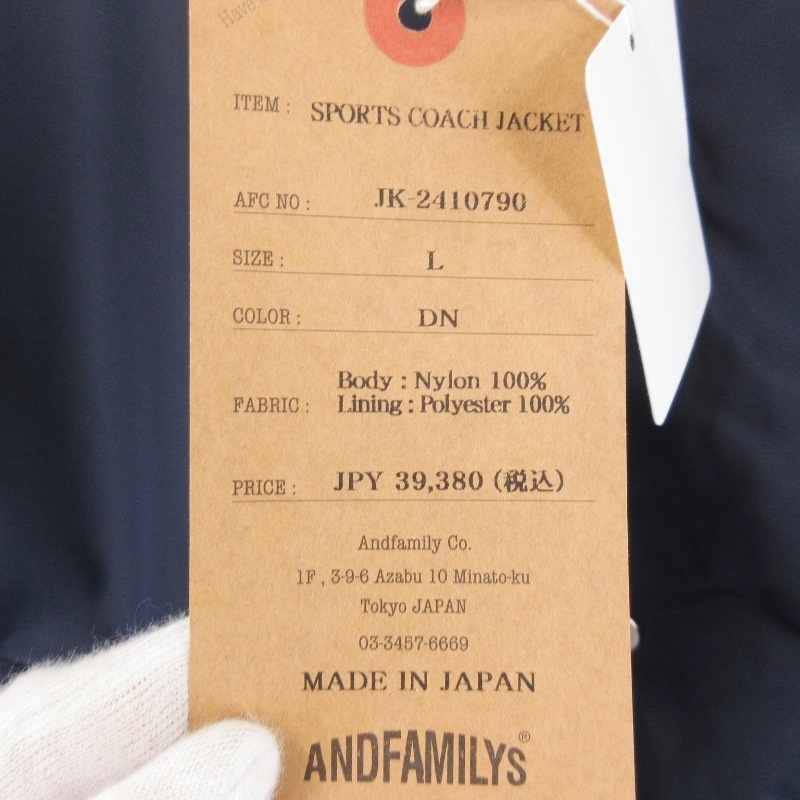 Have
ITEM : SPORTS COACH JACKET
AFC NO : JK-2410790
SIZE : L
COLOR : DN
Body : Nylon 100%
FABRIC : Lining : Polyester 100%
PRICE : JPY 39,380 (税込)
Andfamily Co.
1F , 3-9-6 Azabu 10 Minato-ku
Tokyo JAPAN
03-3457-6669
MADE IN JAPAN
ANDFAMILYS®